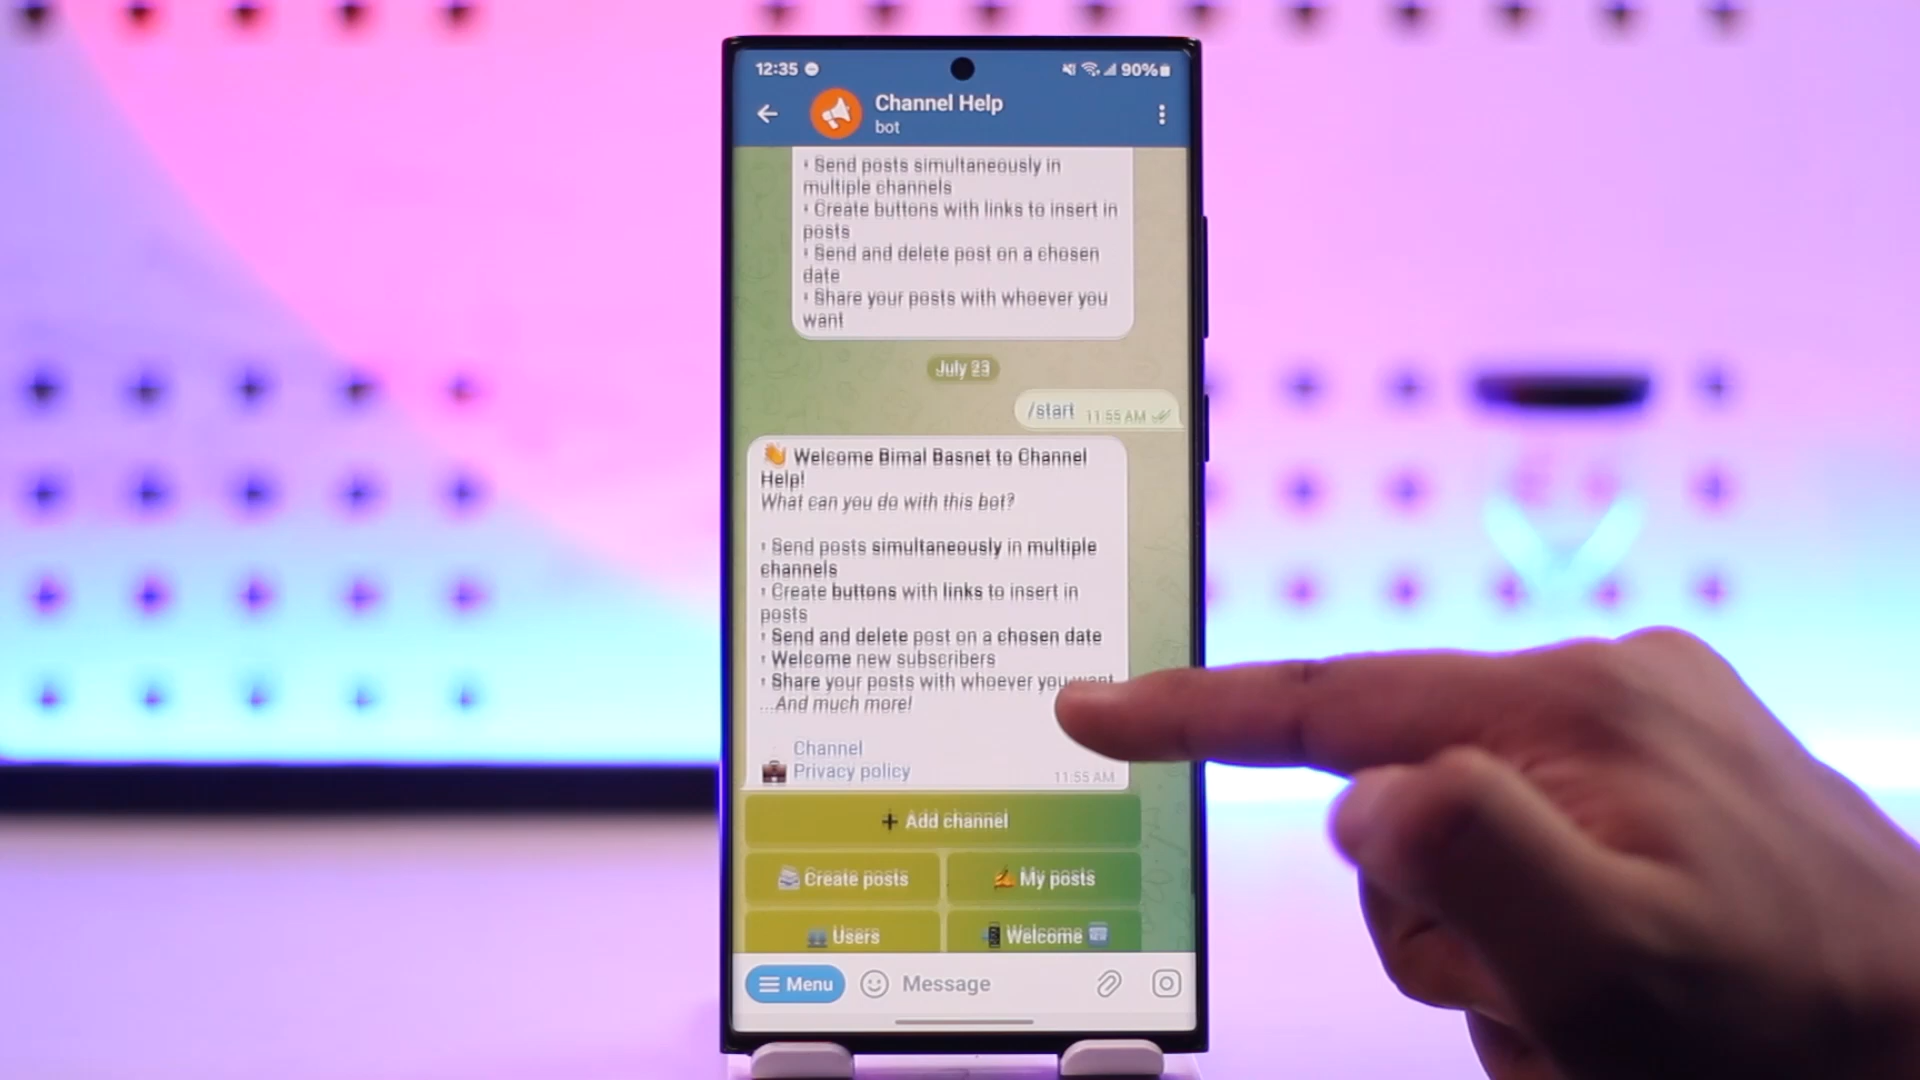 12:35
90%
Channel Help
bot
• Send posts simultaneously in
multiple channels
• Create buttons with links to insert in
posts
• Send and delete post on a chosen
date
• Share your posts with whoever you
want
July 23
/start 11:55 AM
👋 Welcome Bimal Basnet to Channel
Help!
What can you do with this bot?
• Send posts simultaneously in multiple
channels
• Create buttons with links to insert in
posts
• Send and delete post on a chosen date
• Welcome new subscribers
• Share your posts with whoever you want
...And much more!
Channel
💼 Privacy policy
11:55 AM
+ Add channel
Create posts
✍ My posts
👥 Users
📲 Welcome
Menu
Message